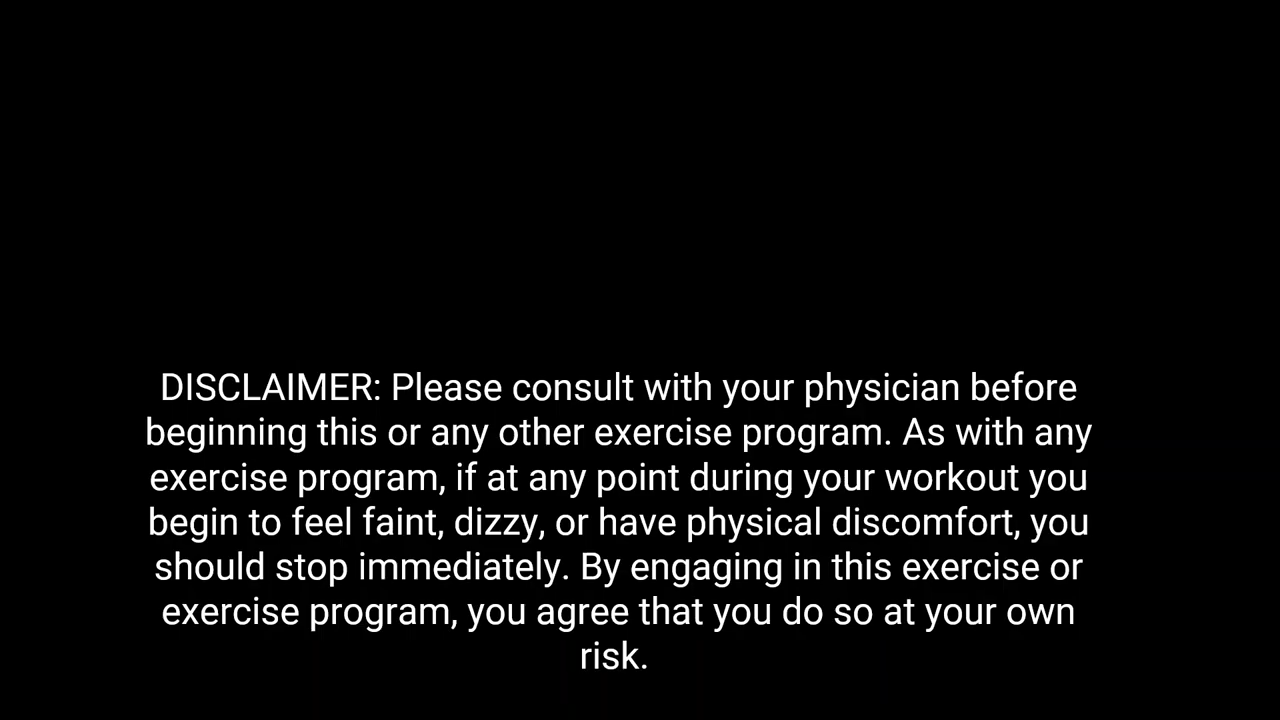 DISCLAIMER: Please consult with your physician before
beginning this or any other exercise program. As with any
exercise program, if at any point during your workout you
begin to feel faint, dizzy, or have physical discomfort, you
should stop immediately. By engaging in this exercise or
exercise program, you agree that you do so at your own
risk.